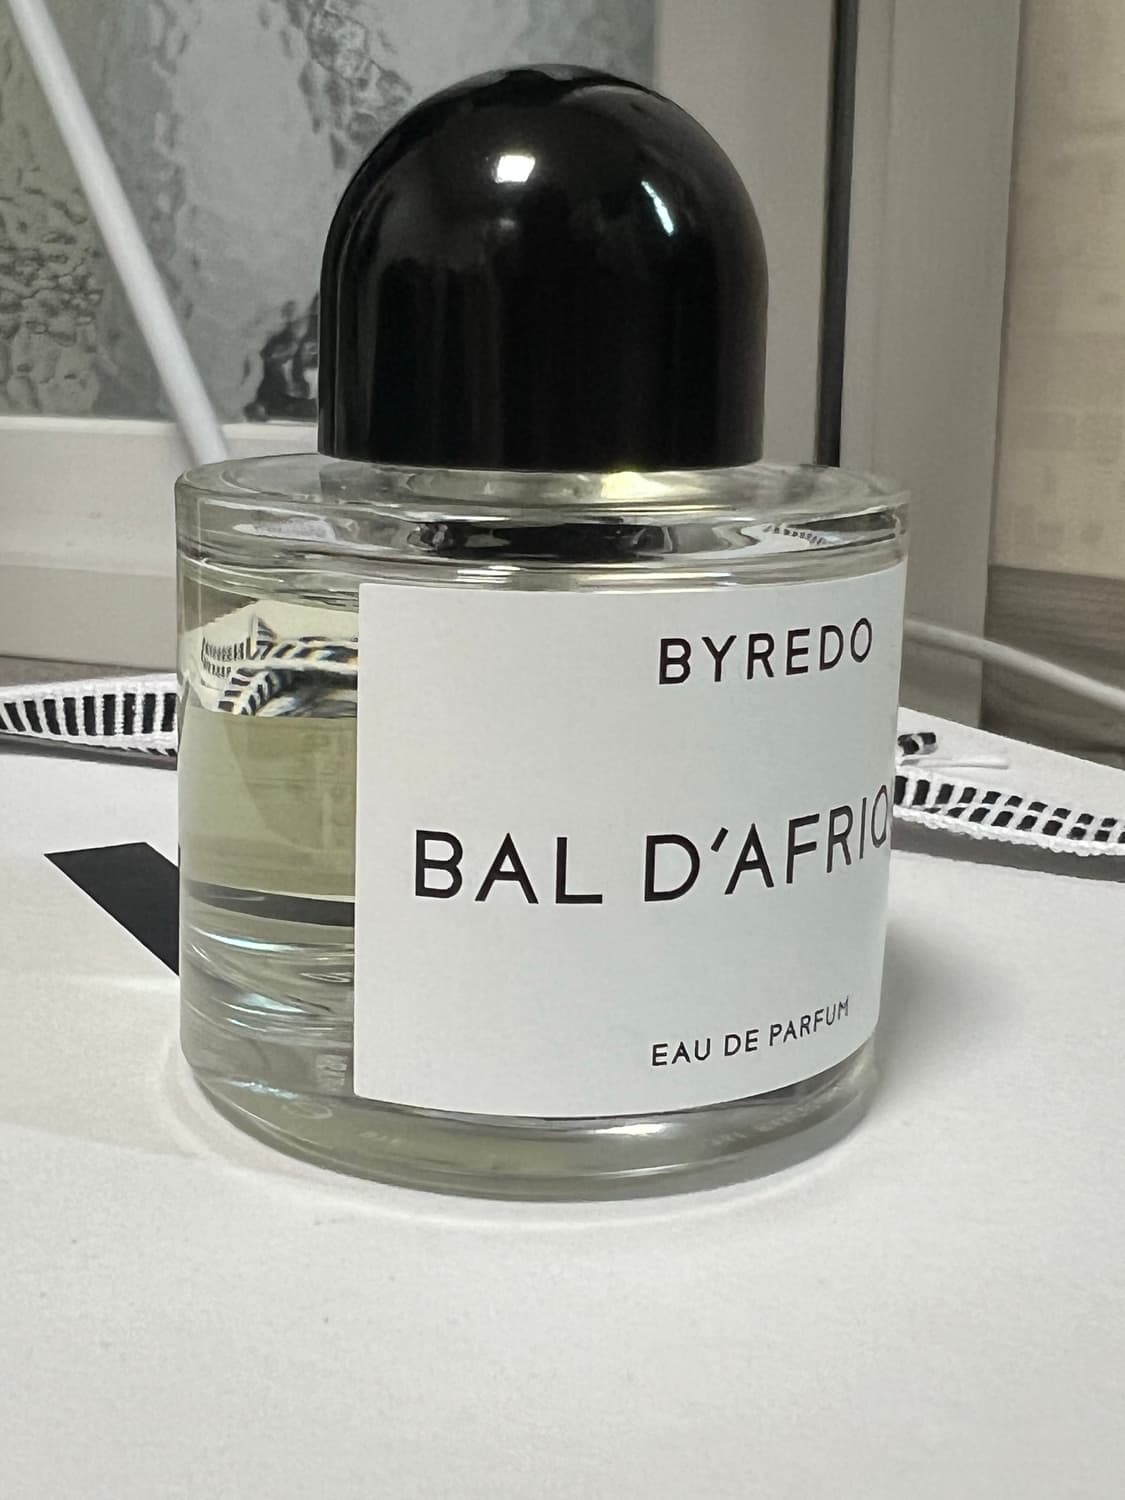 BYREDO
BAL D'AFRIQ
EAU DE PARFUM